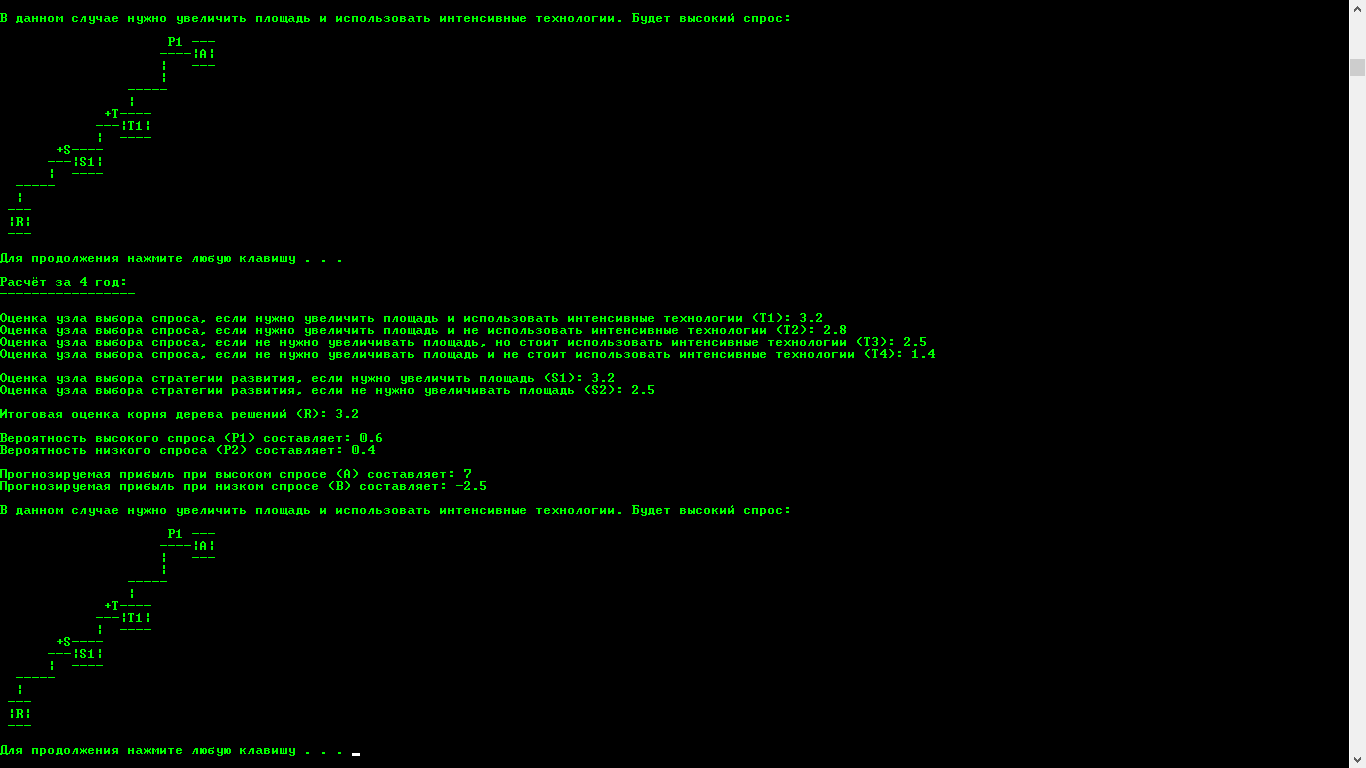 В данном случае нужно увеличить площадь и использовать интенсивные технологии. Будет высокий спрос:
P1 ---
----¦A¦
¦ ---
¦
-----
¦
+T----
---¦T1¦
¦ ----
+S----
---¦S1¦
¦ ----
-----
¦
---
¦R¦
---
Для продолжения нажмите любую клавишу . . .
Расчёт за 4 год:
-----------------
Оценка узла выбора спроса, если нужно увеличить площадь и использовать интенсивные технологии (T1): 3.2
Оценка узла выбора спроса, если нужно увеличить площадь и не использовать интенсивные технологии (T2): 2.8
Оценка узла выбора спроса, если не нужно увеличить площадь, но стоит использовать интенсивные технологии (T3): 2.5
Оценка узла выбора спроса, если не нужно увеличить площадь и не стоит использовать интенсивные технологии (T4): 1.4
Оценка узла выбора стратегии развития, если нужно увеличить площадь (S1): 3.2
Оценка узла выбора стратегии развития, если не нужно увеличивать площадь (S2): 2.5
Итоговая оценка корня дерева решений (R): 3.2
Вероятность высокого спроса (P1) составляет: 0.6
Вероятность низкого спроса (P2) составляет: 0.4
Прогнозируемая прибыль при высоком спросе (A) составляет: 7
Прогнозируемая прибыль при низком спросе (B) составляет: -2.5
В данном случае нужно увеличить площадь и использовать интенсивные технологии. Будет высокий спрос:
P1 ---
----¦A¦
¦ ---
¦
-----
¦
+T----
---¦T1¦
¦ ----
+S----
---¦S1¦
¦ ----
-----
¦
---
¦R¦
---
Для продолжения нажмите любую клавишу . . .